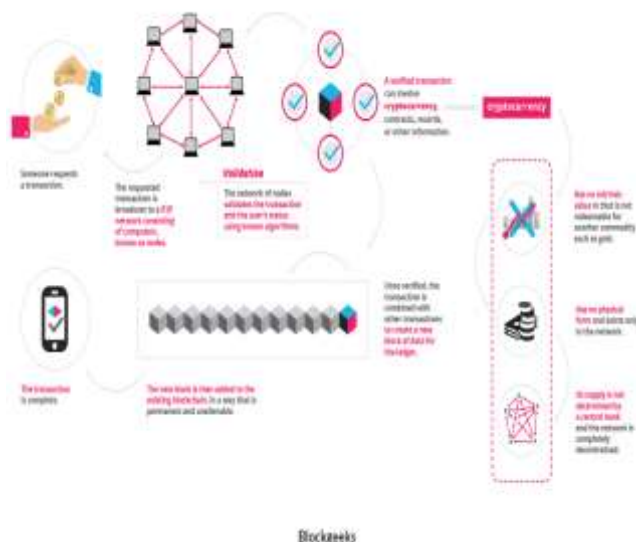 Someone requests
a transaction.
The requested
transaction is
broadcast to a P2P
network consisting
of computers,
known as nodes.
Validation
The network of nodes
validates the transaction
and the user's status
using known algorithms.
A verified transaction
can involve
cryptocurrency,
contracts, records,
or other information.
cryptocurrency
Has no intrinsic
value in that is not
redeemable for
another commodity,
such as gold.
Has no physical
form and exists only
in the network.
Its supply is not
determined by
a central bank
and the network is
completely
decentralized.
Once verified, the
transaction is
combined with
other transactions
to create a new
block of data for
the ledger.
The new block is then added to the
existing blockchain, in a way that is
permanent and unalterable.
The transaction
is complete.
Blockgeeks